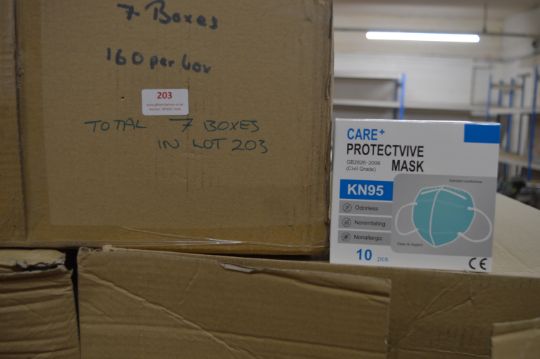 7 Boxes
160 per box
203
TOTAL 7 BOXES
IN LOT 203
CARE+
PROTECTVIVE
MASK
GB2626-2006
(Civil Grade)
KN95
Odorless
Nonirritating
Nonallergic
10 pcs
CE